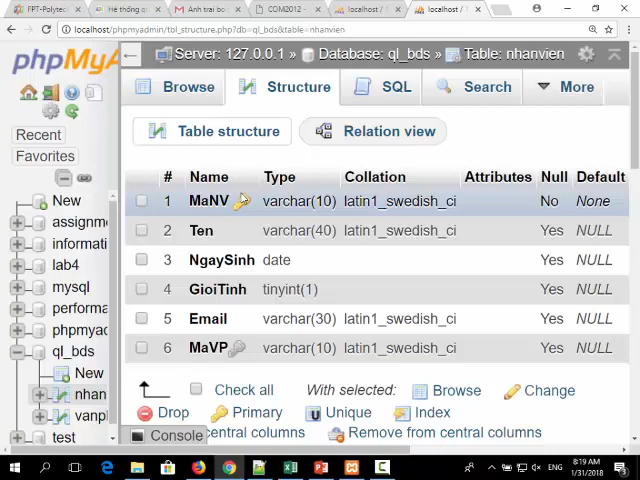 FPT-Polytec
Hệ thống q
Anh trai bo
COM2012 -
localhost /
localhost /
localhost/phpmyadmin/tbl_structure.php?db=ql_bds&table=nhanvien
phpMyA
Server: 127.0.0.1 » Database: ql_bds » Table: nhanvien
Browse Structure SQL Search More
Table structure Relation view
Recent
Favorites
New
assignme
informati
lab4
mysql
performa
phpmyad
ql_bds
New
nhan
vanpl
test
# Name Type Collation Attributes Null Default
1 MaNV varchar(10) latin1_swedish_ci No None
2 Ten varchar(40) latin1_swedish_ci Yes NULL
3 NgaySinh date Yes NULL
4 GioiTinh tinyint(1) Yes NULL
5 Email varchar(30) latin1_swedish_ci Yes NULL
6 MaVP varchar(10) latin1_swedish_ci Yes NULL
Check all With selected: Browse Change
Drop Primary Unique Index
Console central columns Remove from central columns
8:19 AM
ENG
1/31/2018